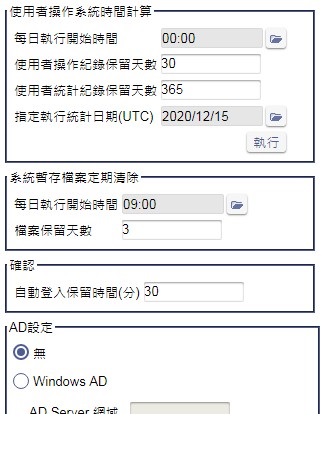 使用者操作系統時間計算
每日執行開始時間 00:00
使用者操作紀錄保留天數 30
使用者統計紀錄保留天數 365
指定執行統計日期(UTC) 2020/12/15
執行
系統暫存檔案定期清除
每日執行開始時間 09:00
檔案保留天數 3
確認
自動登入保留時間(分) 30
AD設定
無
Windows AD
AD Server 網域